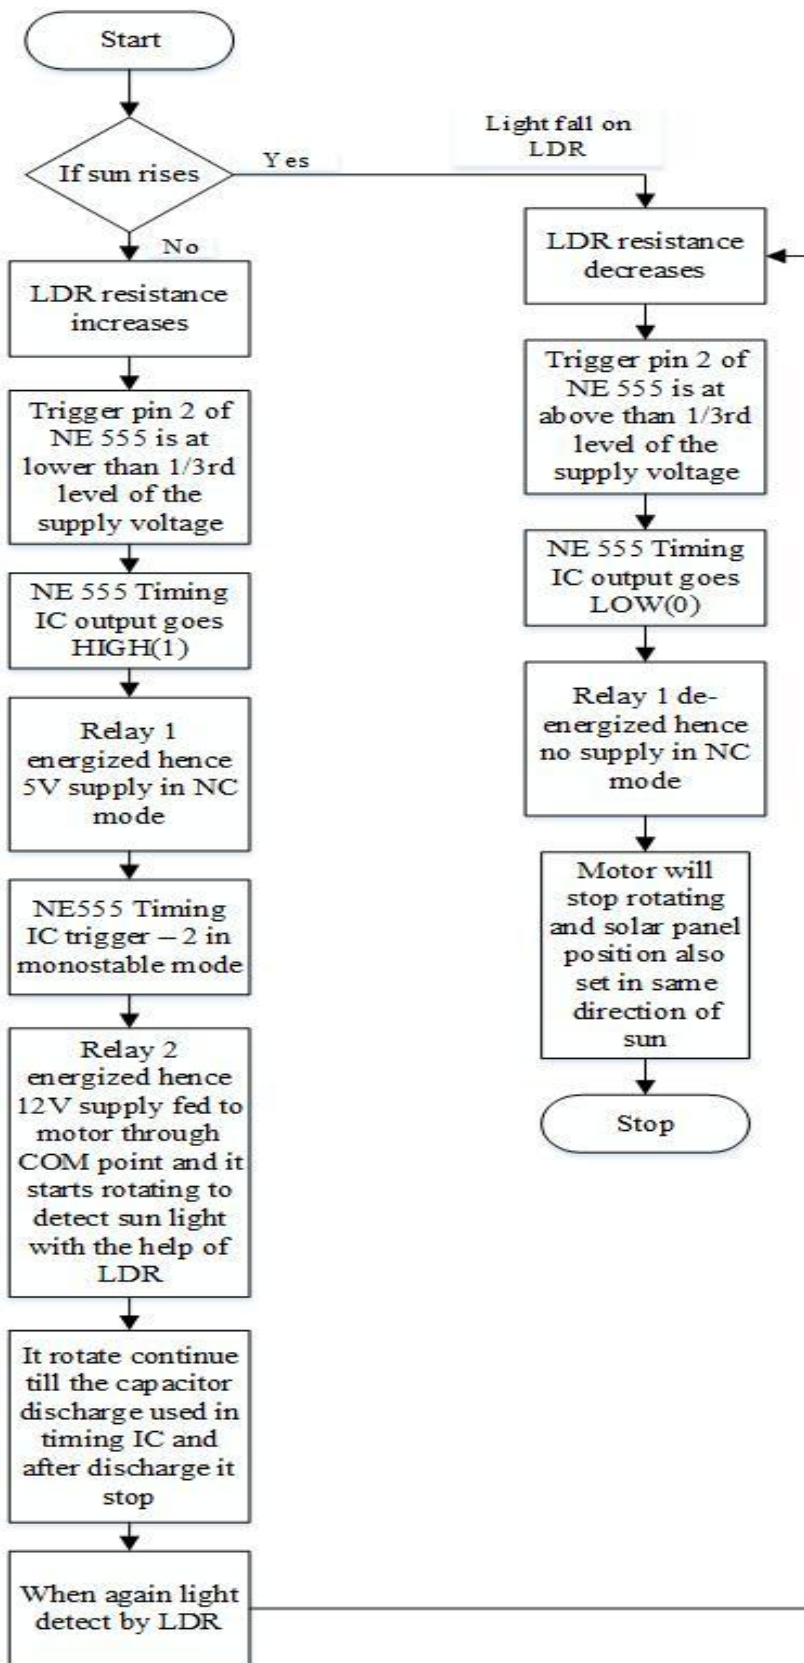 Start
If sun rises
Yes
Light fall on
LDR
No
LDR resistance
increases
Trigger pin 2 of
NE 555 is at
lower than 1/3rd
level of the
supply voltage
NE 555 Timing
IC output goes
HIGH(1)
Relay 1
energized hence
5V supply in NC
mode
NE555 Timing
IC trigger – 2 in
monostable mode
Relay 2
energized hence
12V supply fed to
motor through
COM point and it
starts rotating to
detect sun light
with the help of
LDR
It rotate continue
till the capacitor
discharge used in
timing IC and
after discharge it
stop
When again light
detect by LDR
LDR resistance
decreases
Trigger pin 2 of
NE 555 is at
above than 1/3rd
level of the
supply voltage
NE 555 Timing
IC output goes
LOW(0)
Relay 1 de-
energized hence
no supply in NC
mode
Motor will
stop rotating
and solar panel
position also
set in same
direction of
sun
Stop